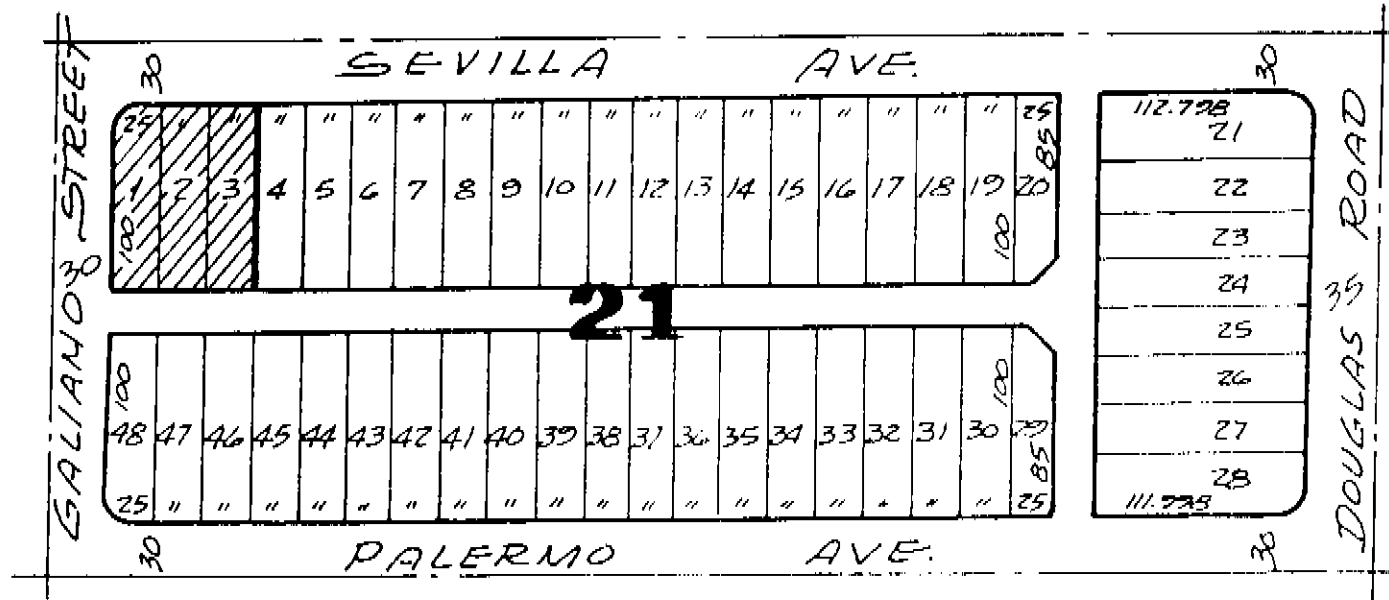 SEVILLA AVE.
30 30
25 " " " " " " " " " " " " " " " " " " 25 112.798
85 21
1 2 3 4 5 6 7 8 9 10 11 12 13 14 15 16 17 18 19 20 22
100 100 23
GALIANO STREET
30
21
24
DOUGLAS ROAD
35
25
100 100 26
48 47 46 45 44 43 42 41 40 39 38 37 36 35 34 33 32 31 30 29 27
85 28
25 " " " " " " " " " " " " " " " " " " 25
30 30
PALERMO AVE.